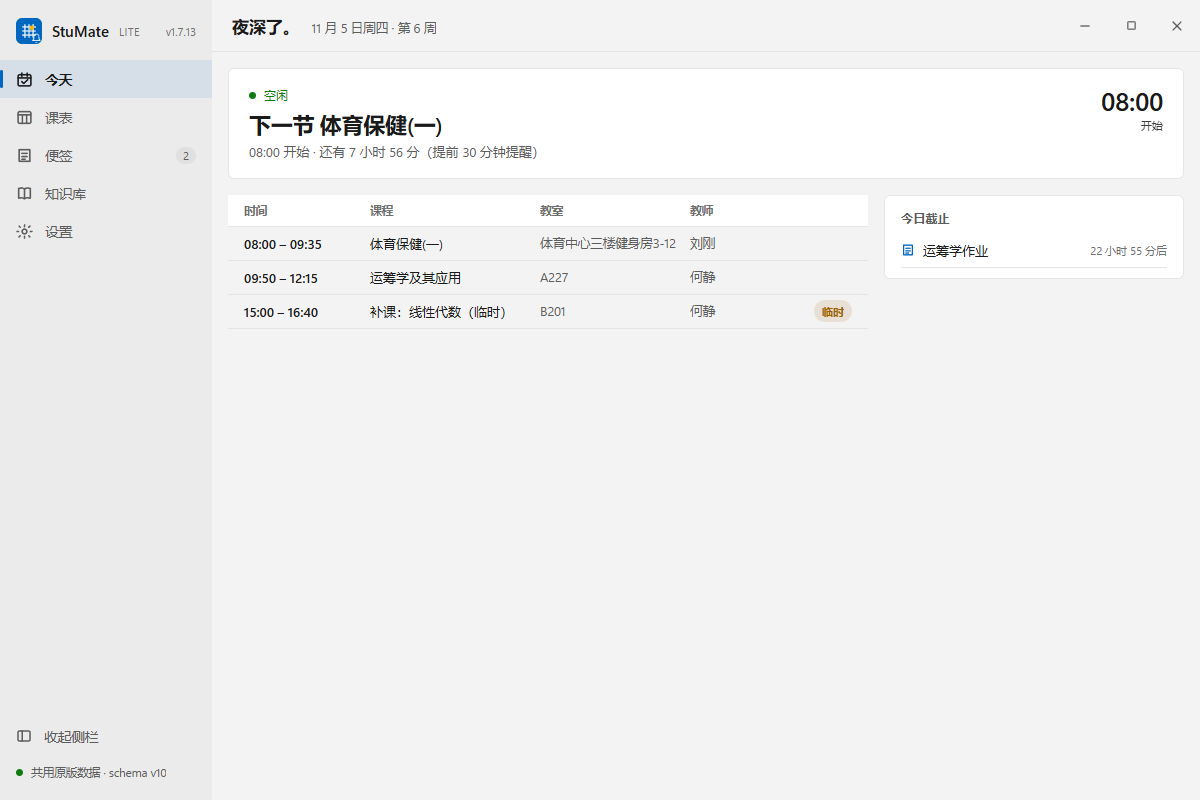 StuMate LITE v1.7.13
今天
课表
便签 2
知识库
设置
收起侧栏
共用原版数据 · schema v10
夜深了。 11 月 5 日周四 · 第 6 周
空闲
下一节 体育保健(一)
08:00 开始 · 还有 7 小时 56 分（提前 30 分钟提醒）
08:00
开始
时间 课程 教室 教师
08:00 – 09:35 体育保健(一) 体育中心三楼健身房3-12 刘刚
09:50 – 12:15 运筹学及其应用 A227 何静
15:00 – 16:40 补课：线性代数（临时） B201 何静 临时
今日截止
运筹学作业 22 小时 55 分后